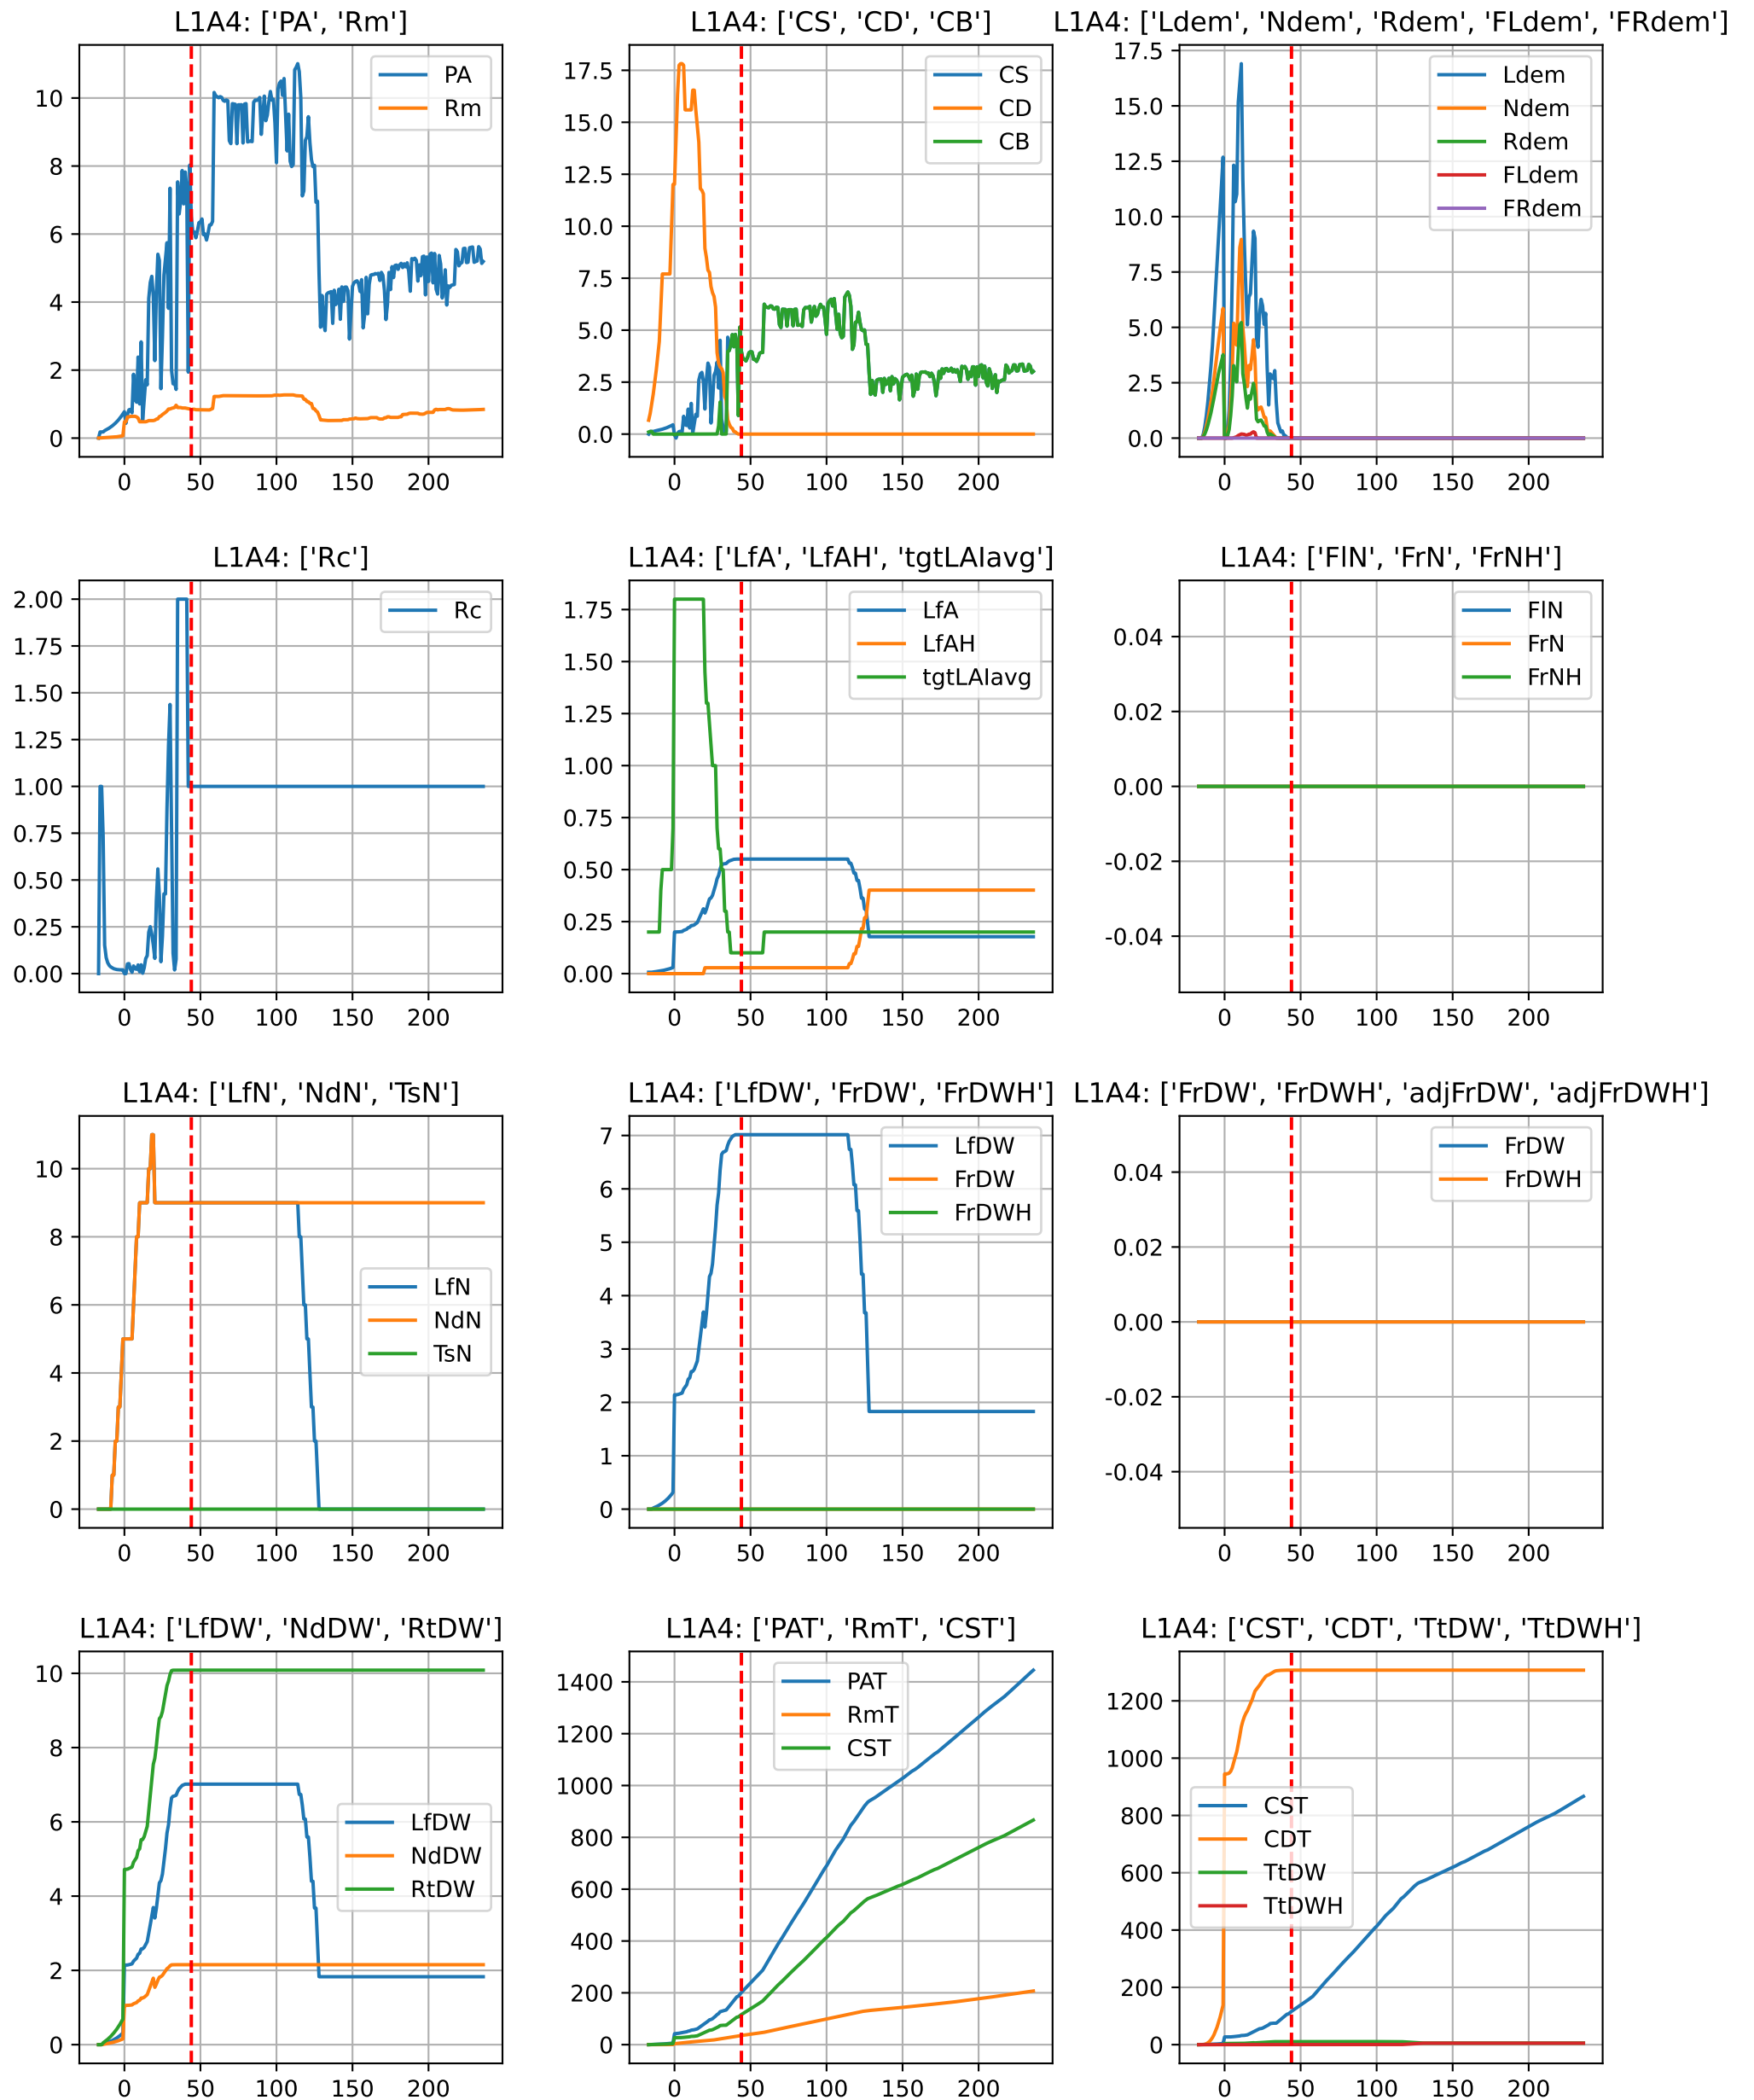 L1A4: ['PA', 'Rm']
PA
Rm
10
8
6
4
2
0
0 50 100 150 200
L1A4: ['CS', 'CD', 'CB']
CS
CD
CB
17.5
15.0
12.5
10.0
7.5
5.0
2.5
0.0
0 50 100 150 200
L1A4: ['Ldem', 'Ndem', 'Rdem', 'FLdem', 'FRdem']
Ldem
Ndem
Rdem
FLdem
FRdem
17.5
15.0
12.5
10.0
7.5
5.0
2.5
0.0
0 50 100 150 200
L1A4: ['Rc']
Rc
2.00
1.75
1.50
1.25
1.00
0.75
0.50
0.25
0.00
0 50 100 150 200
L1A4: ['LfA', 'LfAH', 'tgtLAIavg']
LfA
LfAH
tgtLAIavg
1.75
1.50
1.25
1.00
0.75
0.50
0.25
0.00
0 50 100 150 200
L1A4: ['FlN', 'FrN', 'FrNH']
FlN
FrN
FrNH
0.04
0.02
0.00
-0.02
-0.04
0 50 100 150 200
L1A4: ['LfN', 'NdN', 'TsN']
LfN
NdN
TsN
10
8
6
4
2
0
0 50 100 150 200
L1A4: ['LfDW', 'FrDW', 'FrDWH']
LfDW
FrDW
FrDWH
7
6
5
4
3
2
1
0
0 50 100 150 200
L1A4: ['FrDW', 'FrDWH', 'adjFrDW', 'adjFrDWH']
FrDW
FrDWH
0.04
0.02
0.00
-0.02
-0.04
0 50 100 150 200
L1A4: ['LfDW', 'NdDW', 'RtDW']
LfDW
NdDW
RtDW
10
8
6
4
2
0
0 50 100 150 200
L1A4: ['PAT', 'RmT', 'CST']
PAT
RmT
CST
1400
1200
1000
800
600
400
200
0
0 50 100 150 200
L1A4: ['CST', 'CDT', 'TtDW', 'TtDWH']
CST
CDT
TtDW
TtDWH
1200
1000
800
600
400
200
0
0 50 100 150 200